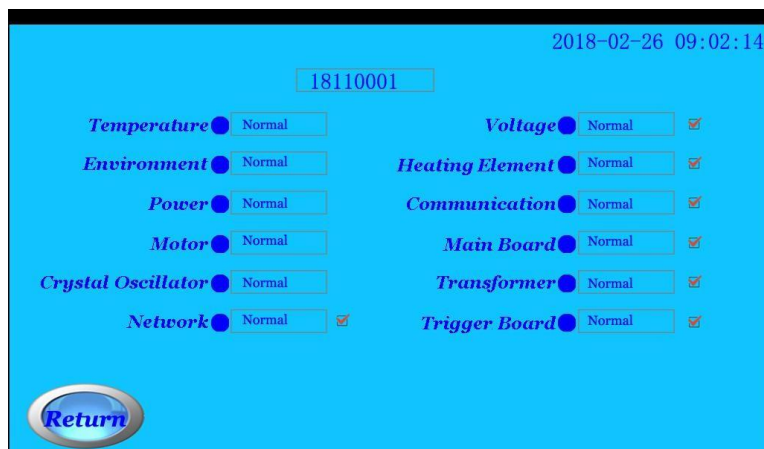 2018-02-26 09:02:14
18110001
Temperature Normal Voltage Normal
Environment Normal Heating Element Normal
Power Normal Communication Normal
Motor Normal Main Board Normal
Crystal Oscillator Normal Transformer Normal
Network Normal Trigger Board Normal
Return